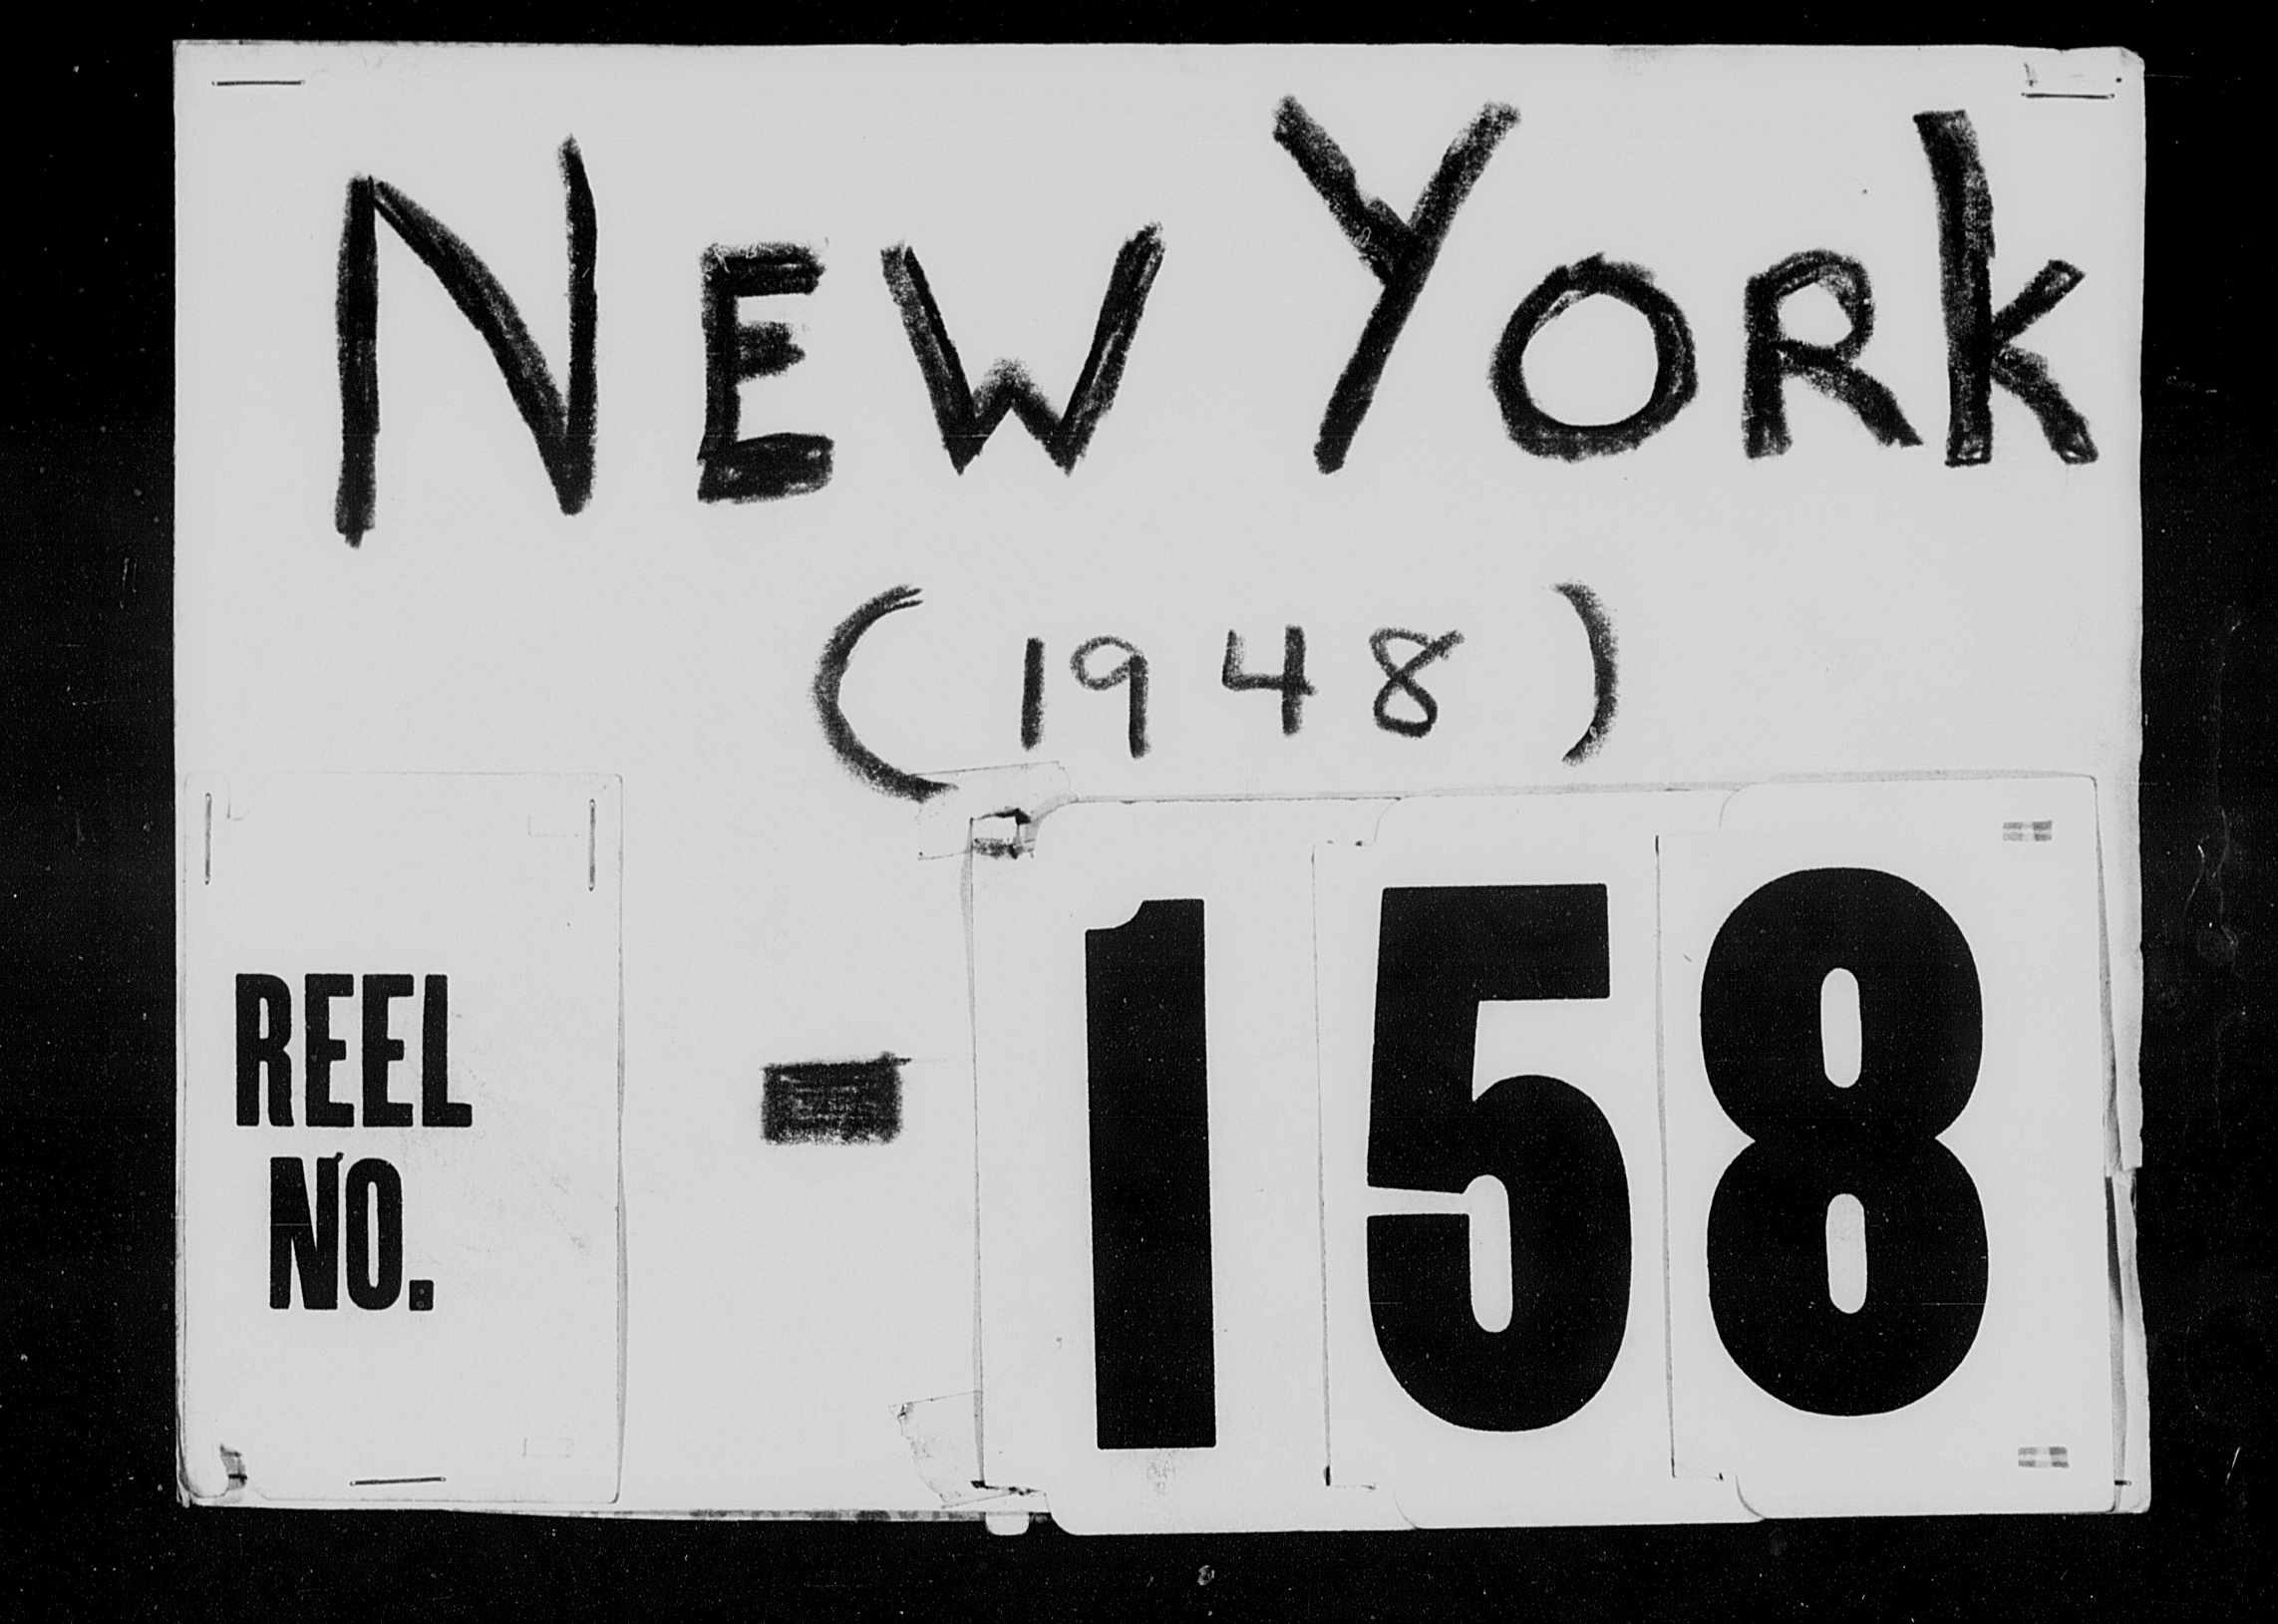 New York
(1948)
REEL
NO. - 158